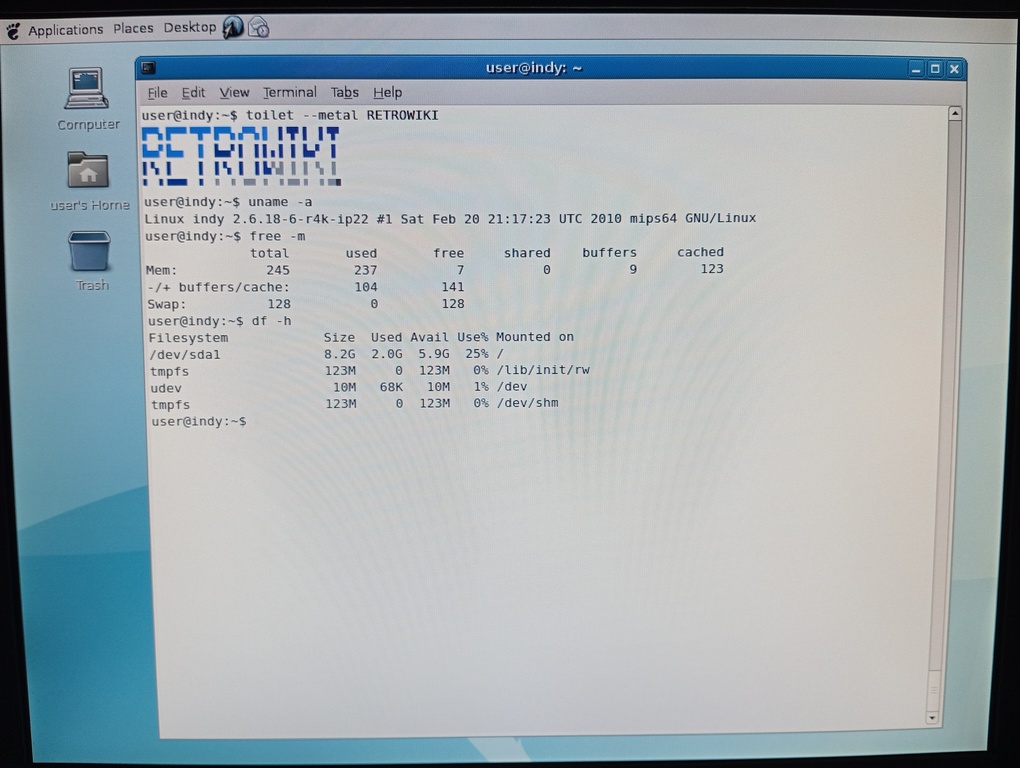 Applications Places Desktop
user@indy: ~
File Edit View Terminal Tabs Help
Computer
user's Home
Trash
user@indy:~$ toilet --metal RETROWIKI
RETROWIKI
user@indy:~$ uname -a
Linux indy 2.6.18-6-r4k-ip22 #1 Sat Feb 20 21:17:23 UTC 2010 mips64 GNU/Linux
user@indy:~$ free -m
total used free shared buffers cached
Mem: 245 237 7 0 9 123
-/+ buffers/cache: 104 141
Swap: 128 0 128
user@indy:~$ df -h
Filesystem Size Used Avail Use% Mounted on
/dev/sda1 8.2G 2.0G 5.9G 25% /
tmpfs 123M 0 123M 0% /lib/init/rw
udev 10M 68K 10M 1% /dev
tmpfs 123M 0 123M 0% /dev/shm
user@indy:~$